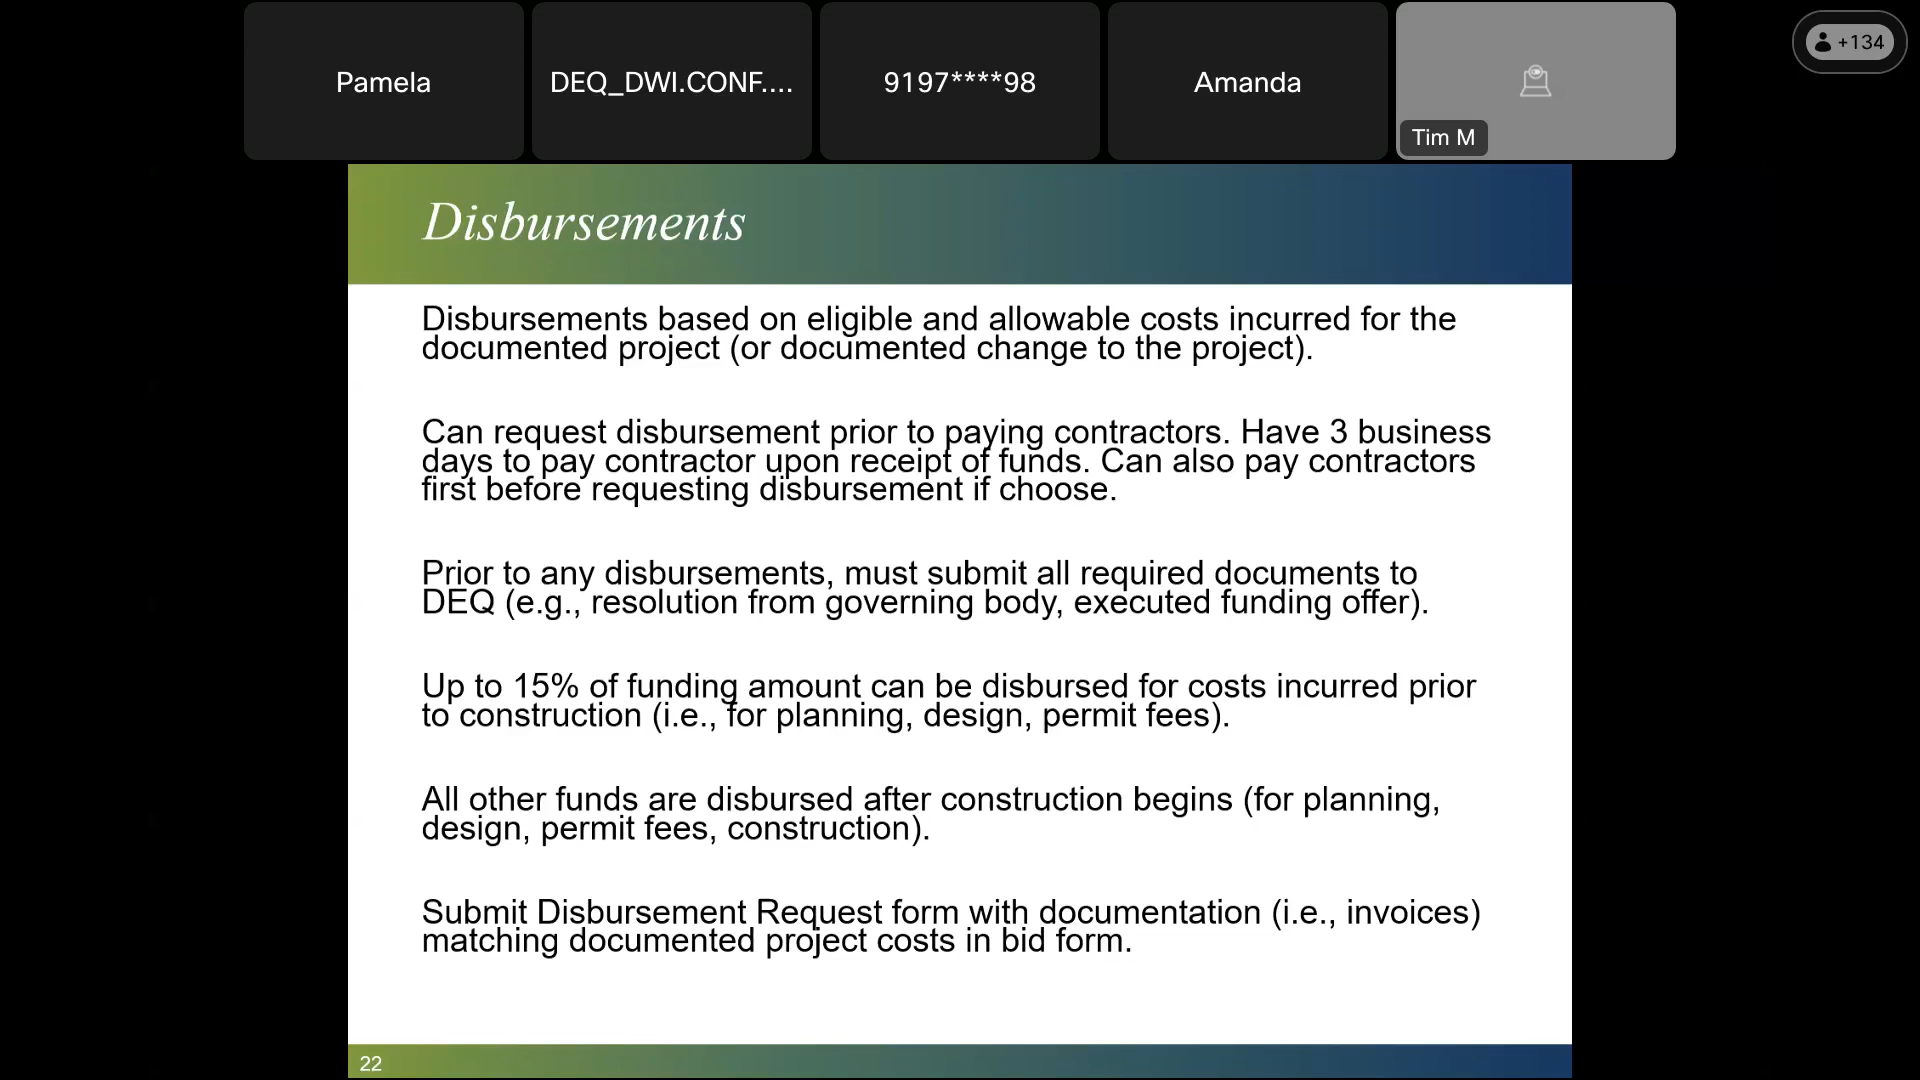 Pamela
DEQ_DWI.CONF....
9197****98
Amanda
Tim M
+134
Disbursements
Disbursements based on eligible and allowable costs incurred for the
documented project (or documented change to the project).
Can request disbursement prior to paying contractors. Have 3 business
days to pay contractor upon receipt of funds. Can also pay contractors
first before requesting disbursement if choose.
Prior to any disbursements, must submit all required documents to
DEQ (e.g., resolution from governing body, executed funding offer).
Up to 15% of funding amount can be disbursed for costs incurred prior
to construction (i.e., for planning, design, permit fees).
All other funds are disbursed after construction begins (for planning,
design, permit fees, construction).
Submit Disbursement Request form with documentation (i.e., invoices)
matching documented project costs in bid form.
22